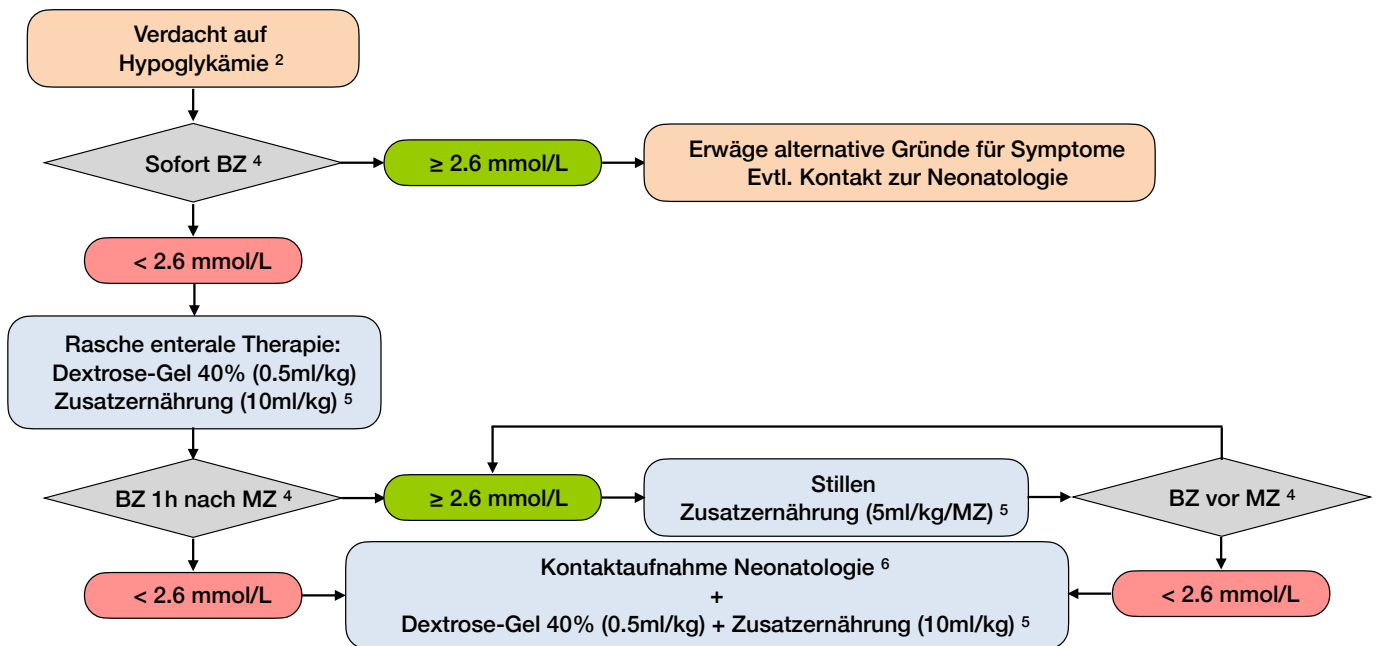 Verdacht auf
Hypoglykämie ²
Sofort BZ ⁴
≥ 2.6 mmol/L
Erwäge alternative Gründe für Symptome
Evtl. Kontakt zur Neonatologie
< 2.6 mmol/L
Rasche enterale Therapie:
Dextrose-Gel 40% (0.5ml/kg)
Zusatzernährung (10ml/kg) ⁵
BZ 1h nach MZ ⁴
≥ 2.6 mmol/L
Stillen
Zusatzernährung (5ml/kg/MZ) ⁵
BZ vor MZ ⁴
< 2.6 mmol/L
Kontaktaufnahme Neonatologie ⁶
+
Dextrose-Gel 40% (0.5ml/kg) + Zusatzernährung (10ml/kg) ⁵
< 2.6 mmol/L